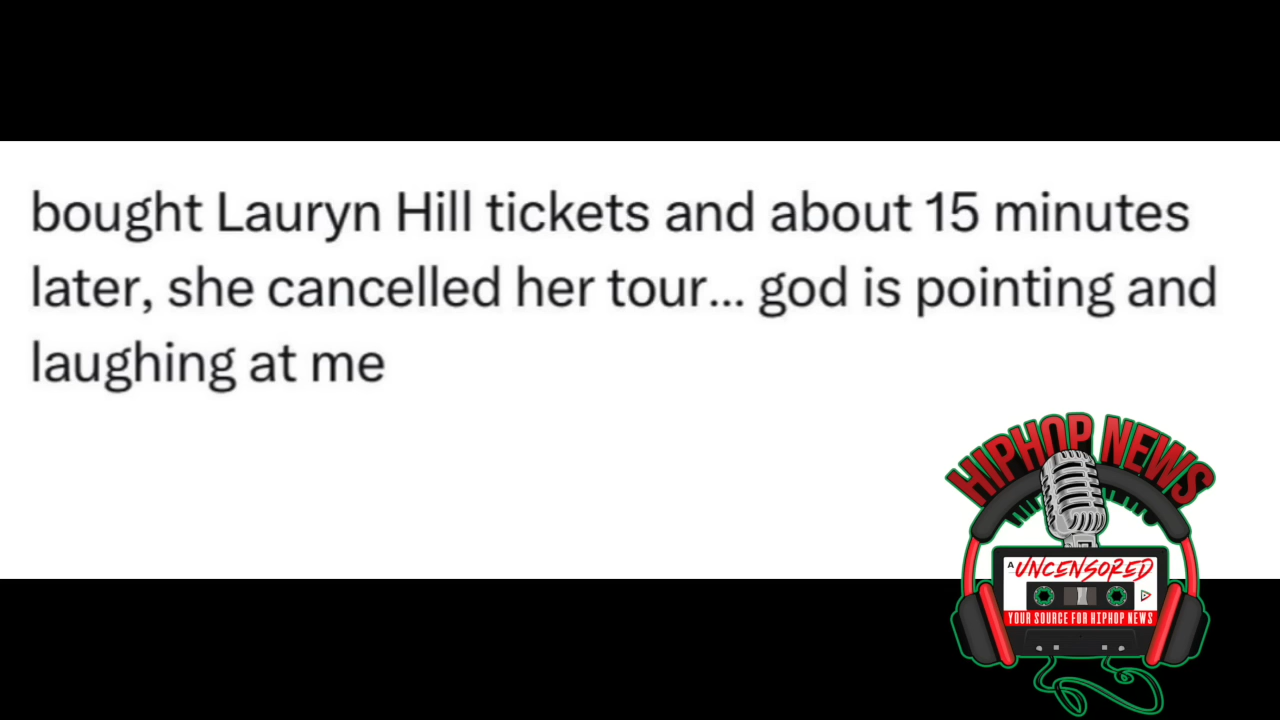 bought Lauryn Hill tickets and about 15 minutes
later, she cancelled her tour... god is pointing and
laughing at me
HIPHOP NEWS
A UNCENSORED
YOUR SOURCE FOR HIPHOP NEWS